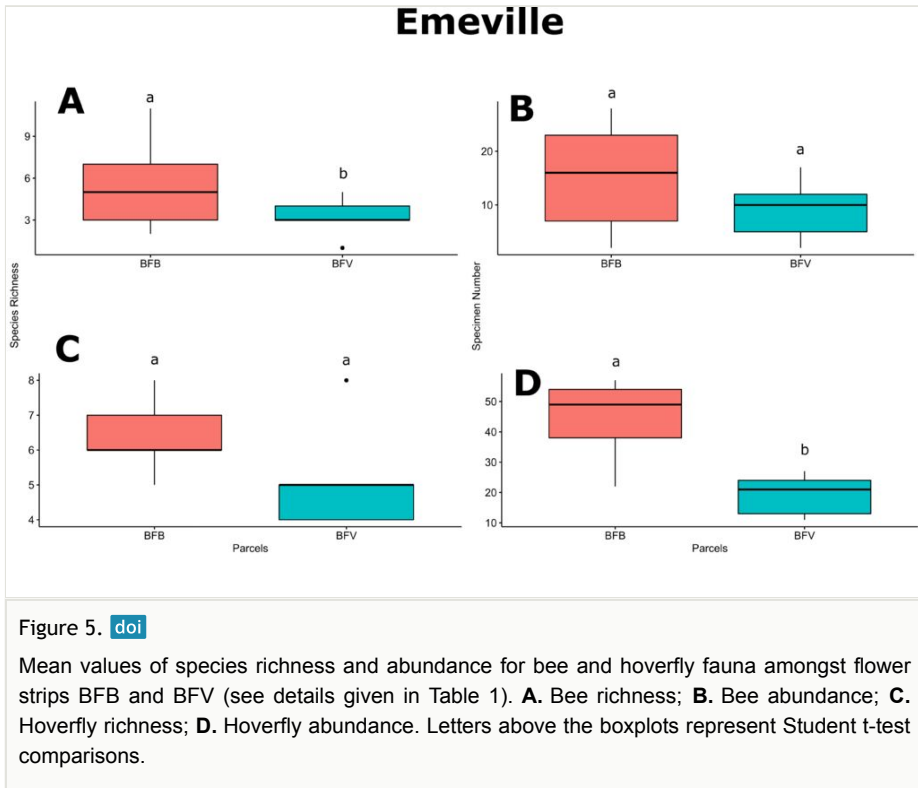 Emeville
A
a
b
9
6
3
BFB
BFV
Species Richness
B
a
a
20
10
BFB
BFV
Specimen Number
C
a
a
8
7
6
5
4
BFB
BFV
Parcels
D
a
b
50
40
30
20
10
BFB
BFV
Parcels
Figure 5. doi
Mean values of species richness and abundance for bee and hoverfly fauna amongst flower
strips BFB and BFV (see details given in Table 1). A. Bee richness; B. Bee abundance; C.
Hoverfly richness; D. Hoverfly abundance. Letters above the boxplots represent Student t-test
comparisons.